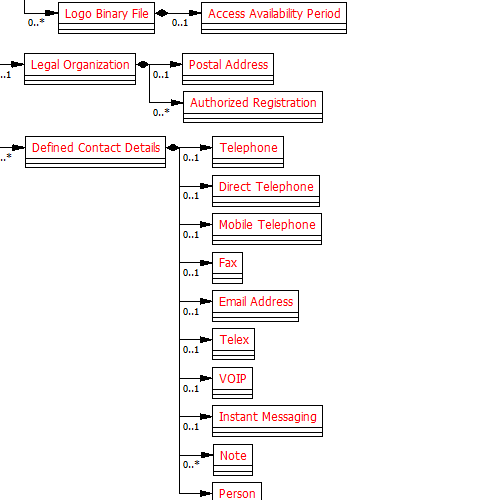 Logo Binary File
Access Availability Period
0..*
0..1
Legal Organization
Postal Address
..1
0..1
Authorized Registration
0..*
Defined Contact Details
Telephone
..*
0..1
Direct Telephone
0..1
Mobile Telephone
0..1
Fax
0..1
Email Address
0..1
Telex
0..1
VOIP
0..1
Instant Messaging
0..1
Note
0..*
Person